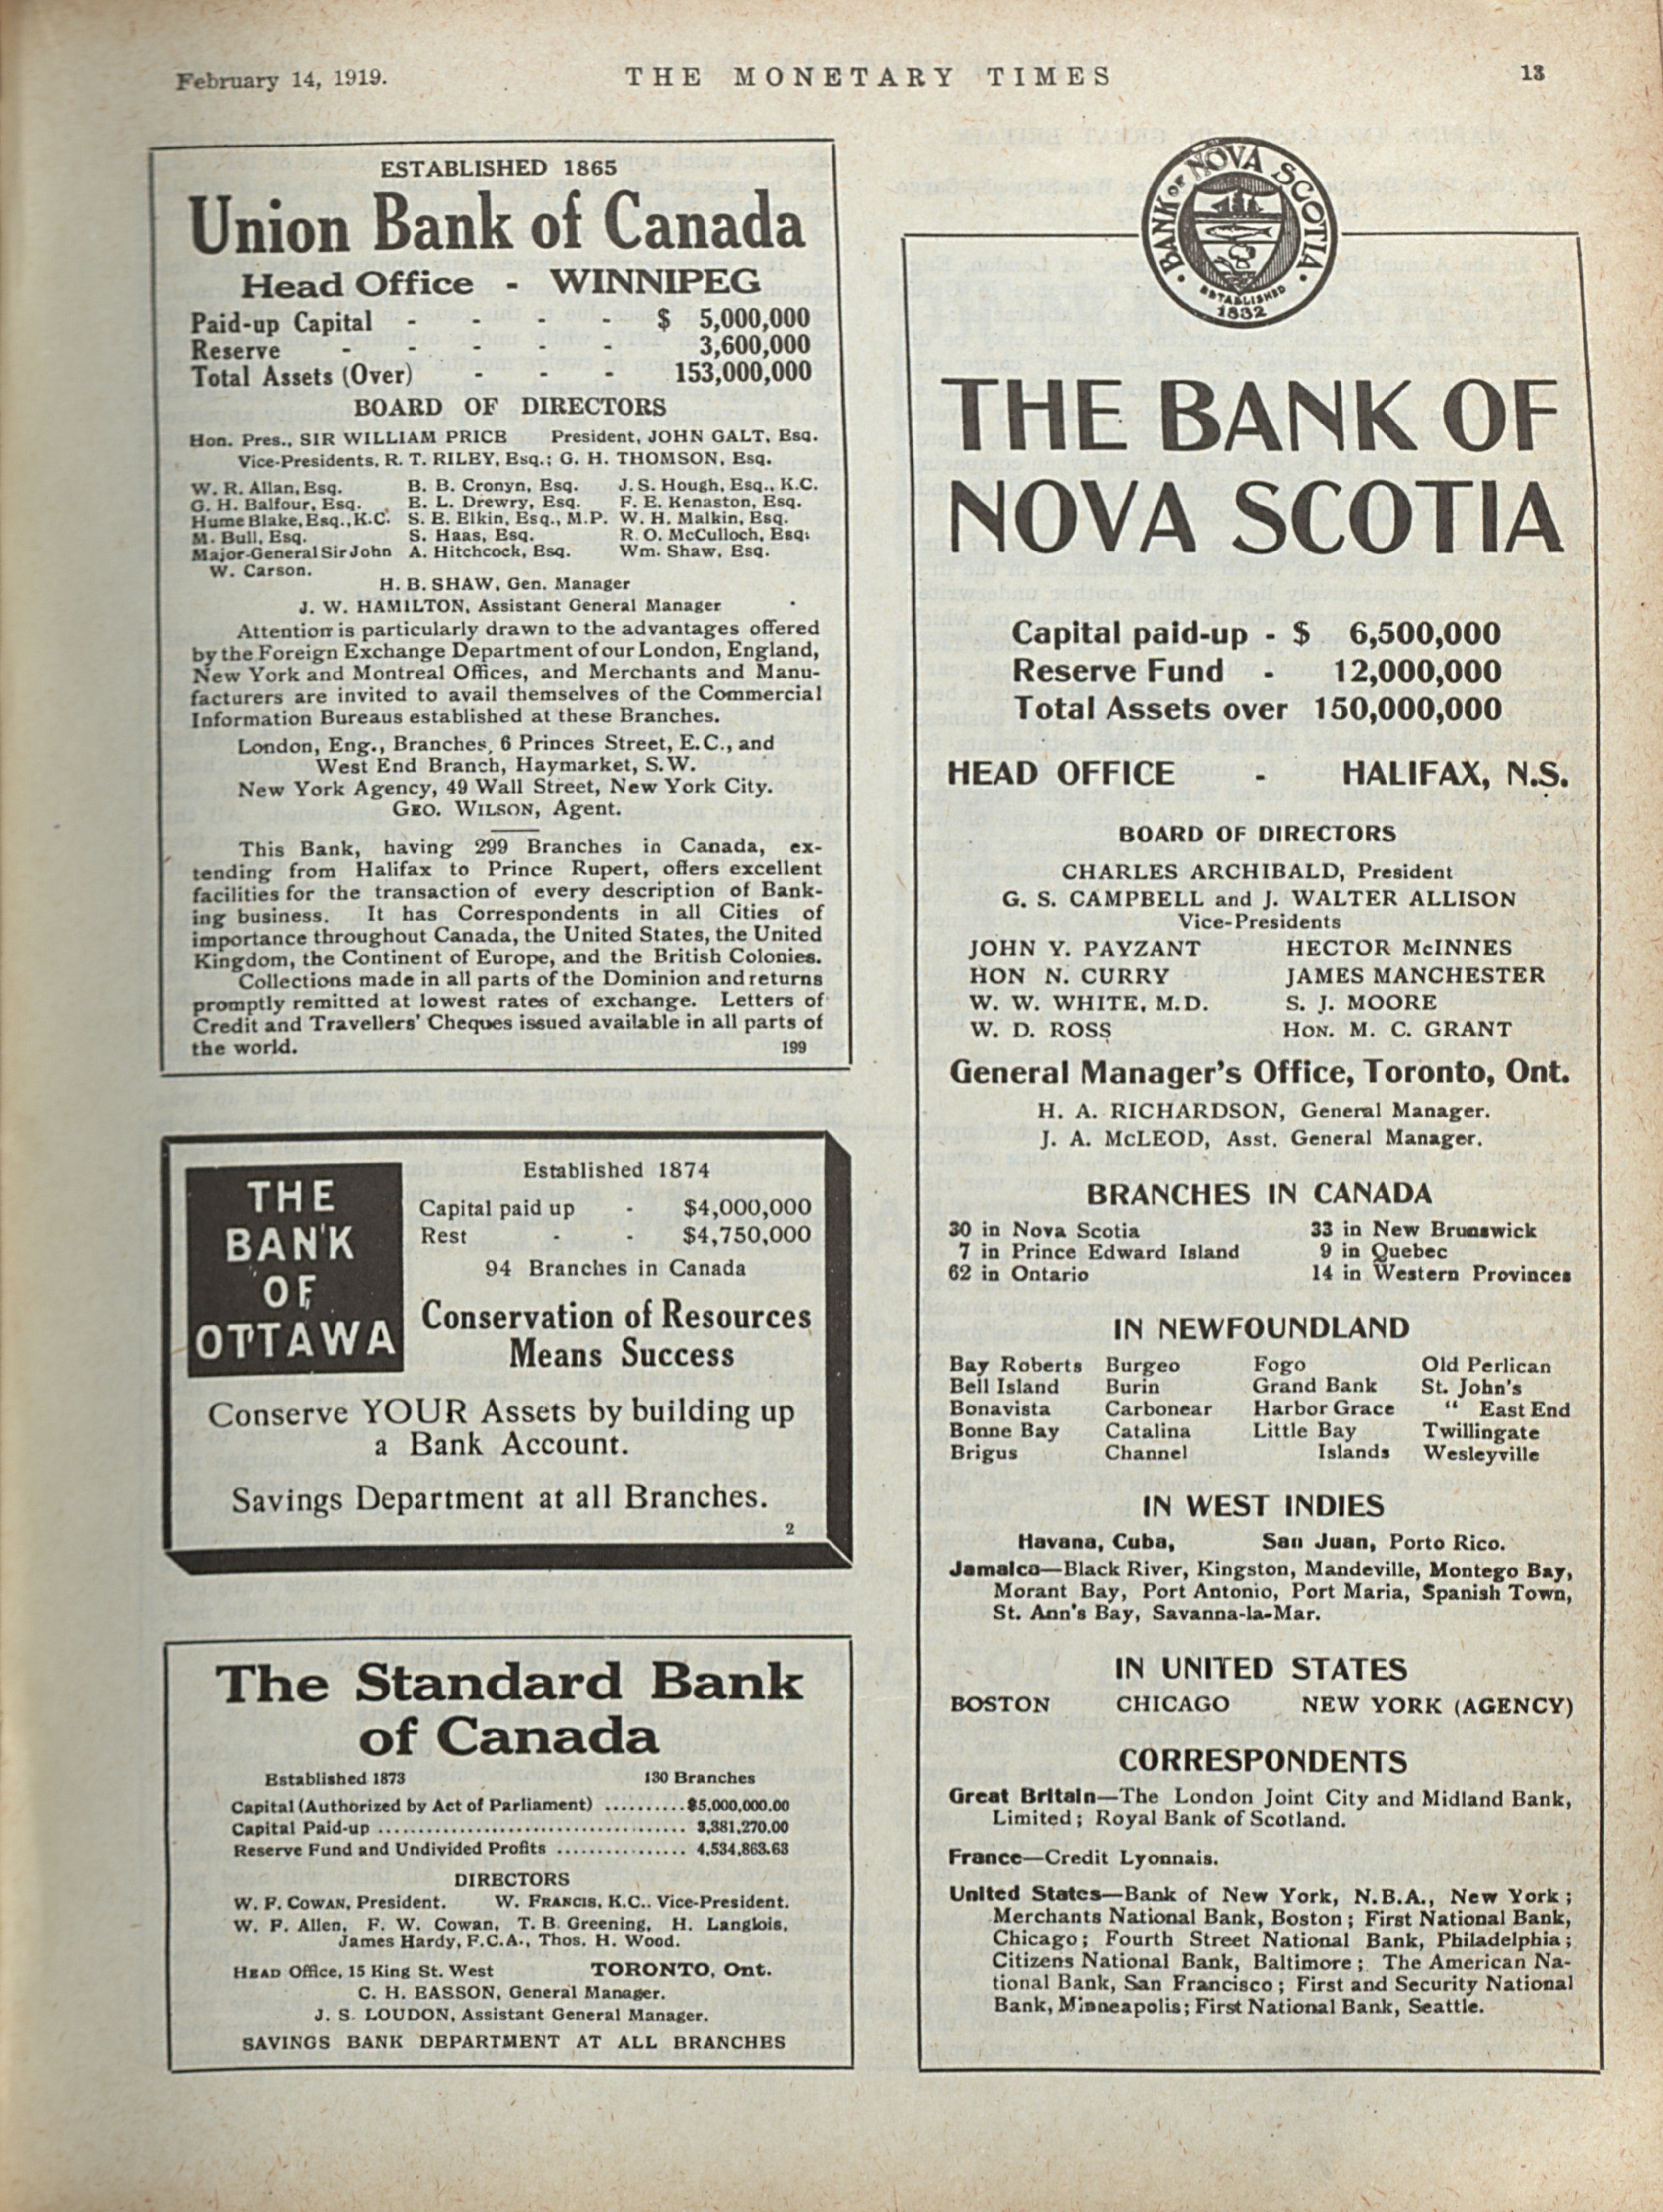 February 14, 1919.
THE MONETARY TIMES
13
ESTABLISHED 1865
Union Bank of Canada
Head Office - WINNIPEG
Paid-up Capital - - - - $ 5,000,000
Reserve - - - - - 3,600,000
Total Assets (Over) - - - 153,000,000
BOARD OF DIRECTORS
Hon. Pres., SIR WILLIAM PRICE President, JOHN GALT, Esq.
Vice-Presidents, R. T. RILEY, Esq.; G. H. THOMSON, Esq.
W. R. Allan, Esq. B. B. Cronyn, Esq. J. S. Hough, Esq., K.C.
G. H. Balfour, Esq. E. L. Drewry, Esq. F. E. Kenaston, Esq.
Hume Blake, Esq., K.C. S. E. Elkin, Esq., M.P. W. H. Malkin, Esq.
M. Bull, Esq. S. Haas, Esq. R. O. McCulloch, Esq.
Major-General Sir John A. Hitchcock, Esq. Wm. Shaw, Esq.
W. Carson.
H. B. SHAW, Gen. Manager
J. W. HAMILTON, Assistant General Manager
Attention is particularly drawn to the advantages offered
by the Foreign Exchange Department of our London, England,
New York and Montreal Offices, and Merchants and Manu-
facturers are invited to avail themselves of the Commercial
Information Bureaus established at these Branches.
London, Eng., Branches, 6 Princes Street, E.C., and
West End Branch, Haymarket, S.W.
New York Agency, 49 Wall Street, New York City.
GEO. WILSON, Agent.
This Bank, having 299 Branches in Canada, ex-
tending from Halifax to Prince Rupert, offers excellent
facilities for the transaction of every description of Bank-
ing business. It has Correspondents in all Cities of
importance throughout Canada, the United States, the United
Kingdom, the Continent of Europe, and the British Colonies.
Collections made in all parts of the Dominion and returns
promptly remitted at lowest rates of exchange. Letters of
Credit and Travellers' Cheques issued available in all parts of
the world. 199
THE
BANK
OF
OTTAWA
Established 1874
Capital paid up - $4,000,000
Rest - - $4,750,000
94 Branches in Canada
Conservation of Resources
Means Success
Conserve YOUR Assets by building up
a Bank Account.
Savings Department at all Branches.
2
The Standard Bank
of Canada
Established 1873 130 Branches
Capital (Authorized by Act of Parliament) ..........$5,000,000.00
Capital Paid-up ...................................... 3,381,270.00
Reserve Fund and Undivided Profits ................ 4,534,863.63
DIRECTORS
W. F. COWAN, President. W. FRANCIS, K.C., Vice-President.
W. F. Allen, F. W. Cowan, T. B. Greening, H. Langlois,
James Hardy, F.C.A., Thos. H. Wood.
HEAD Office, 15 King St. West TORONTO, Ont.
C. H. EASSON, General Manager.
J. S. LOUDON, Assistant General Manager.
SAVINGS BANK DEPARTMENT AT ALL BRANCHES
BANK OF NOVA SCOTIA
ESTABLISHED
1832
THE BANK OF
NOVA SCOTIA
Capital paid-up - $ 6,500,000
Reserve Fund - 12,000,000
Total Assets over 150,000,000
HEAD OFFICE - HALIFAX, N.S.
BOARD OF DIRECTORS
CHARLES ARCHIBALD, President
G. S. CAMPBELL and J. WALTER ALLISON
Vice-Presidents
JOHN Y. PAYZANT HECTOR McINNES
HON N. CURRY JAMES MANCHESTER
W. W. WHITE, M.D. S. J. MOORE
W. D. ROSS HON. M. C. GRANT
General Manager's Office, Toronto, Ont.
H. A. RICHARDSON, General Manager.
J. A. McLEOD, Asst. General Manager.
BRANCHES IN CANADA
30 in Nova Scotia 33 in New Brunswick
7 in Prince Edward Island 9 in Quebec
62 in Ontario 14 in Western Provinces
IN NEWFOUNDLAND
Bay Roberts Burgeo Fogo Old Perlican
Bell Island Burin Grand Bank St. John's
Bonavista Carbonear Harbor Grace " East End
Bonne Bay Catalina Little Bay Twillingate
Brigus Channel Islands Wesleyville
IN WEST INDIES
Havana, Cuba, San Juan, Porto Rico.
Jamaica—Black River, Kingston, Mandeville, Montego Bay,
Morant Bay, Port Antonio, Port Maria, Spanish Town,
St. Ann's Bay, Savanna-la-Mar.
IN UNITED STATES
BOSTON CHICAGO NEW YORK (AGENCY)
CORRESPONDENTS
Great Britain—The London Joint City and Midland Bank,
Limited; Royal Bank of Scotland.
France—Credit Lyonnais.
United States—Bank of New York, N.B.A., New York;
Merchants National Bank, Boston; First National Bank,
Chicago; Fourth Street National Bank, Philadelphia;
Citizens National Bank, Baltimore; The American Na-
tional Bank, San Francisco; First and Security National
Bank, Minneapolis; First National Bank, Seattle.